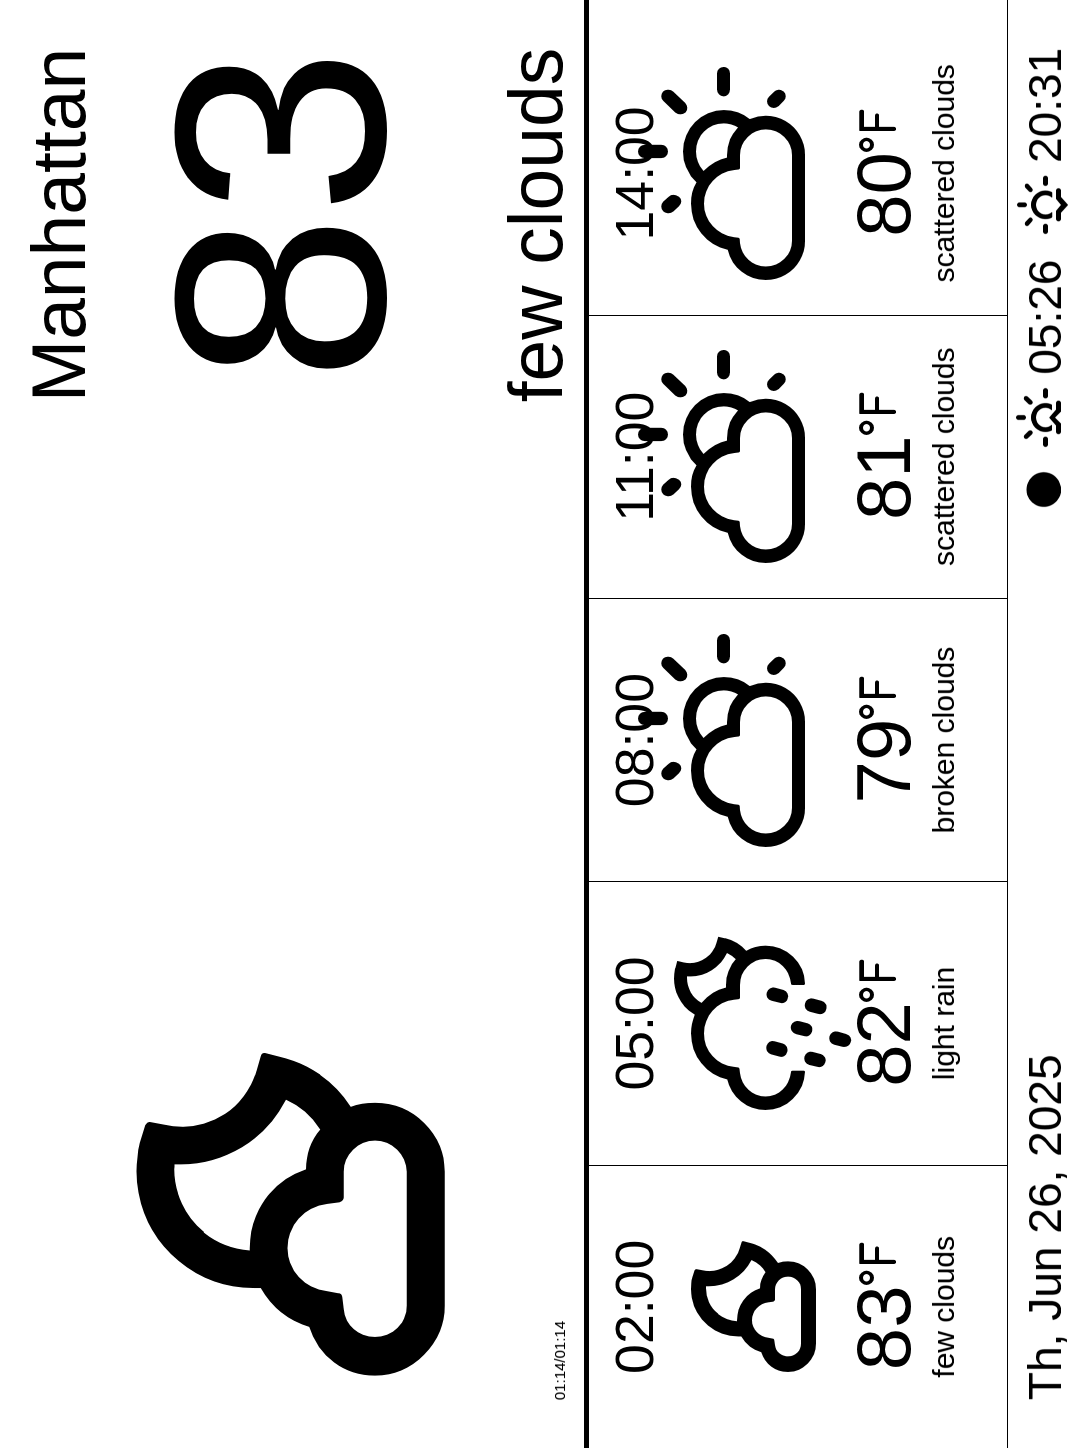 Manhattan
83
few clouds
01:14/01:14
02:00 05:00 08:00 11:00 14:00
83°F 82°F 79°F 81°F 80°F
few clouds light rain broken clouds scattered clouds scattered clouds
Th, Jun 26, 2025 05:26 20:31